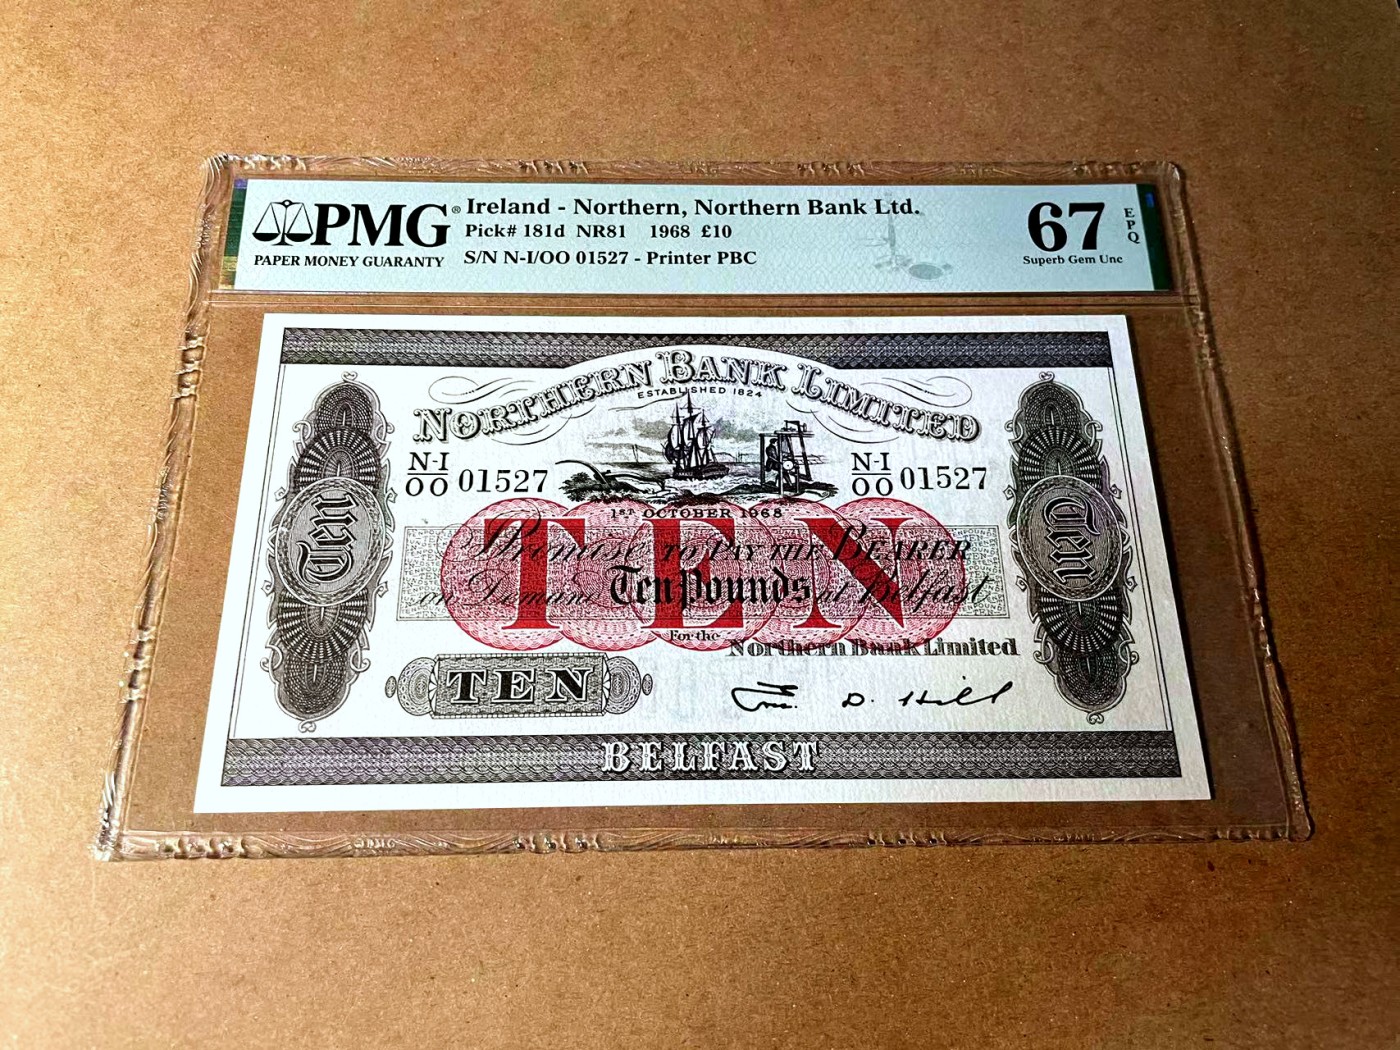 PMG®
PAPER MONEY GUARANTY
Ireland - Northern, Northern Bank Ltd.
Pick# 181d NR81 1968 £10
S/N N-I/OO 01527 - Printer PBC
67
EPQ
Superb Gem Unc
NORTHERN BANK LIMITED
ESTABLISHED 1824
N-I
OO 01527
N-I
OO 01527
TEN
1ST OCTOBER 1968
Promise TO PAY THE BEARER
on Demand Ten Pounds at Belfast
For the
Northern Bank Limited
Ten
Ten
TEN
Wm. D. Hill
BELFAST